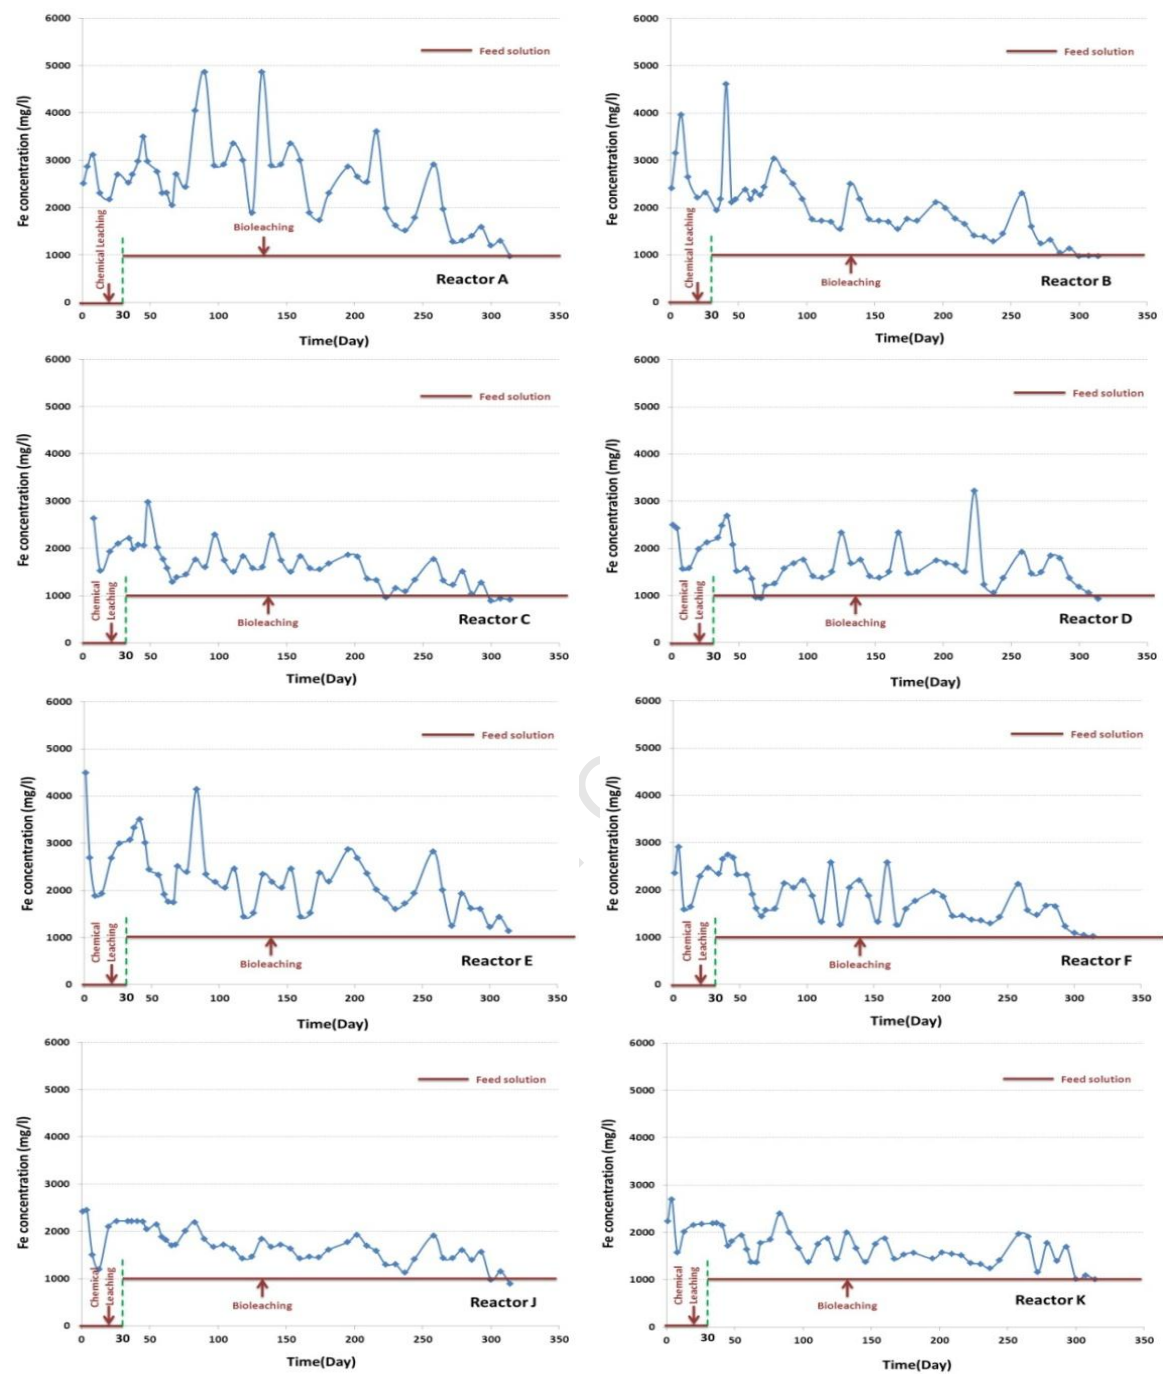 6000
5000
4000
3000
2000
1000
0
Fe concentration (mg/l)
Feed solution
Chemical Leaching
Bioleaching
Reactor A
0 30 50 100 150 200 250 300 350
Time(Day)
6000
5000
4000
3000
2000
1000
0
Fe concentration (mg/l)
Feed solution
Chemical Leaching
Bioleaching
Reactor B
0 30 50 100 150 200 250 300 350
Time(Day)
6000
5000
4000
3000
2000
1000
0
Fe concentration (mg/l)
Feed solution
Chemical
Leaching
Bioleaching
Reactor C
0 30 50 100 150 200 250 300 350
Time(Day)
6000
5000
4000
3000
2000
1000
0
Fe concentration (mg/l)
Feed solution
Chemical
Leaching
Bioleaching
Reactor D
0 30 50 100 150 200 250 300 350
Time(Day)
6000
5000
4000
3000
2000
1000
0
Fe concentration (mg/l)
Feed solution
Chemical
Leaching
Bioleaching
Reactor E
0 30 50 100 150 200 250 300 350
Time(Day)
6000
5000
4000
3000
2000
1000
0
Fe concentration (mg/l)
Feed solution
Chemical
Leaching
Bioleaching
Reactor F
0 30 50 100 150 200 250 300 350
Time(Day)
6000
5000
4000
3000
2000
1000
0
Fe concentration (mg/l)
Feed solution
Chemical
Leaching
Bioleaching
Reactor J
0 30 50 100 150 200 250 300 350
Time(Day)
6000
5000
4000
3000
2000
1000
0
Fe concentration (mg/l)
Feed solution
Chemical
Leaching
Bioleaching
Reactor K
0 30 50 100 150 200 250 300 350
Time(Day)